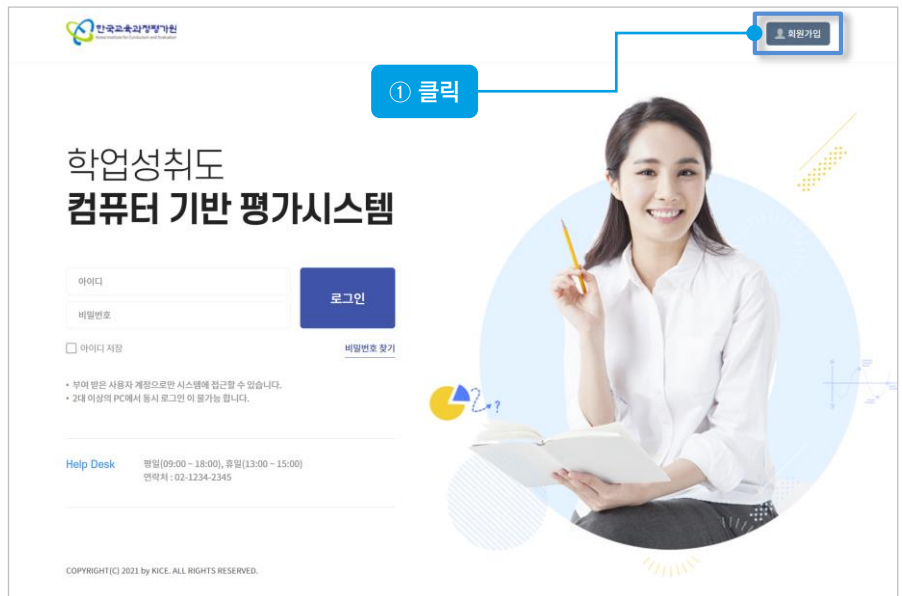 한국교육과정평가원
Korea Institute for Curriculum and Evaluation
회원가입
① 클릭
학업성취도
컴퓨터 기반 평가시스템
아이디
비밀번호
로그인
아이디 저장
비밀번호 찾기
• 부여 받은 사용자 계정으로만 시스템에 접근할 수 있습니다.
• 2대 이상의 PC에서 동시 로그인 이 불가능 합니다.
Help Desk 평일(09:00 ~ 18:00), 휴일(13:00 ~ 15:00)
연락처 : 02-1234-2345
?
COPYRIGHT(C) 2021 by KICE. ALL RIGHTS RESERVED.